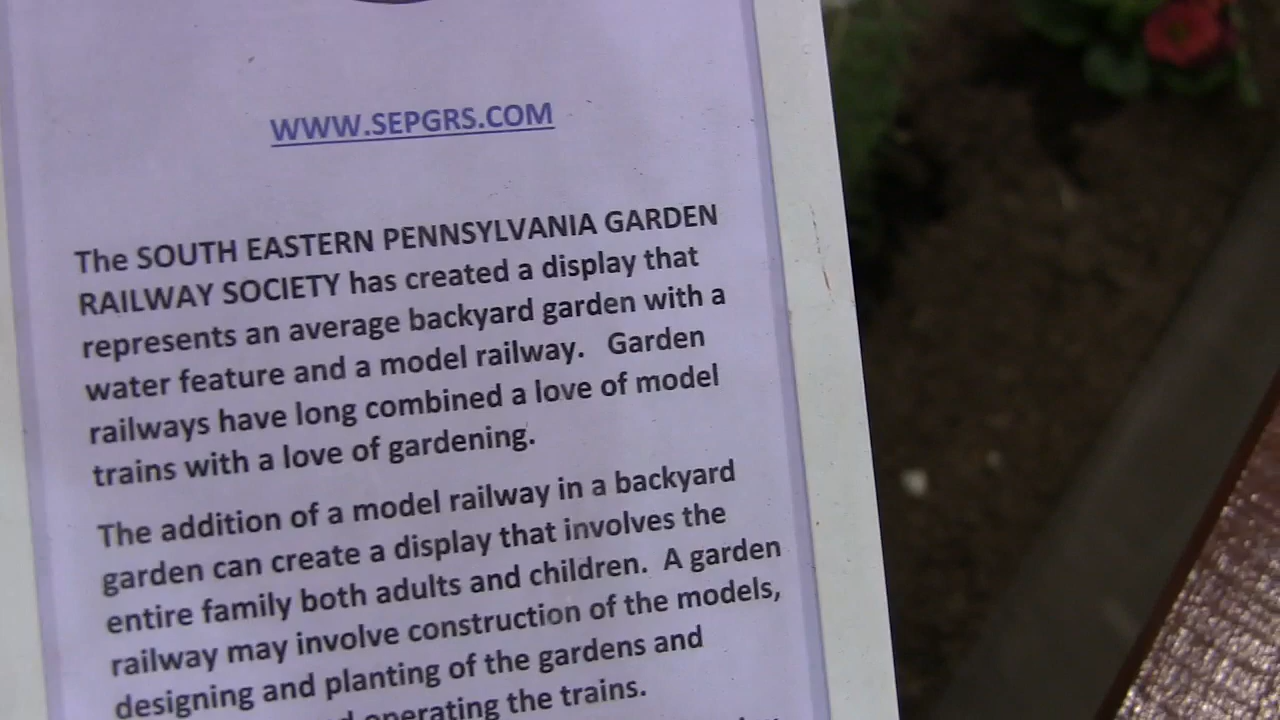 WWW.SEPGRS.COM
The SOUTH EASTERN PENNSYLVANIA GARDEN
RAILWAY SOCIETY has created a display that
represents an average backyard garden with a
water feature and a model railway. Garden
railways have long combined a love of model
trains with a love of gardening.
The addition of a model railway in a backyard
garden can create a display that involves the
entire family both adults and children. A garden
railway may involve construction of the models,
designing and planting of the gardens and
operating the trains.